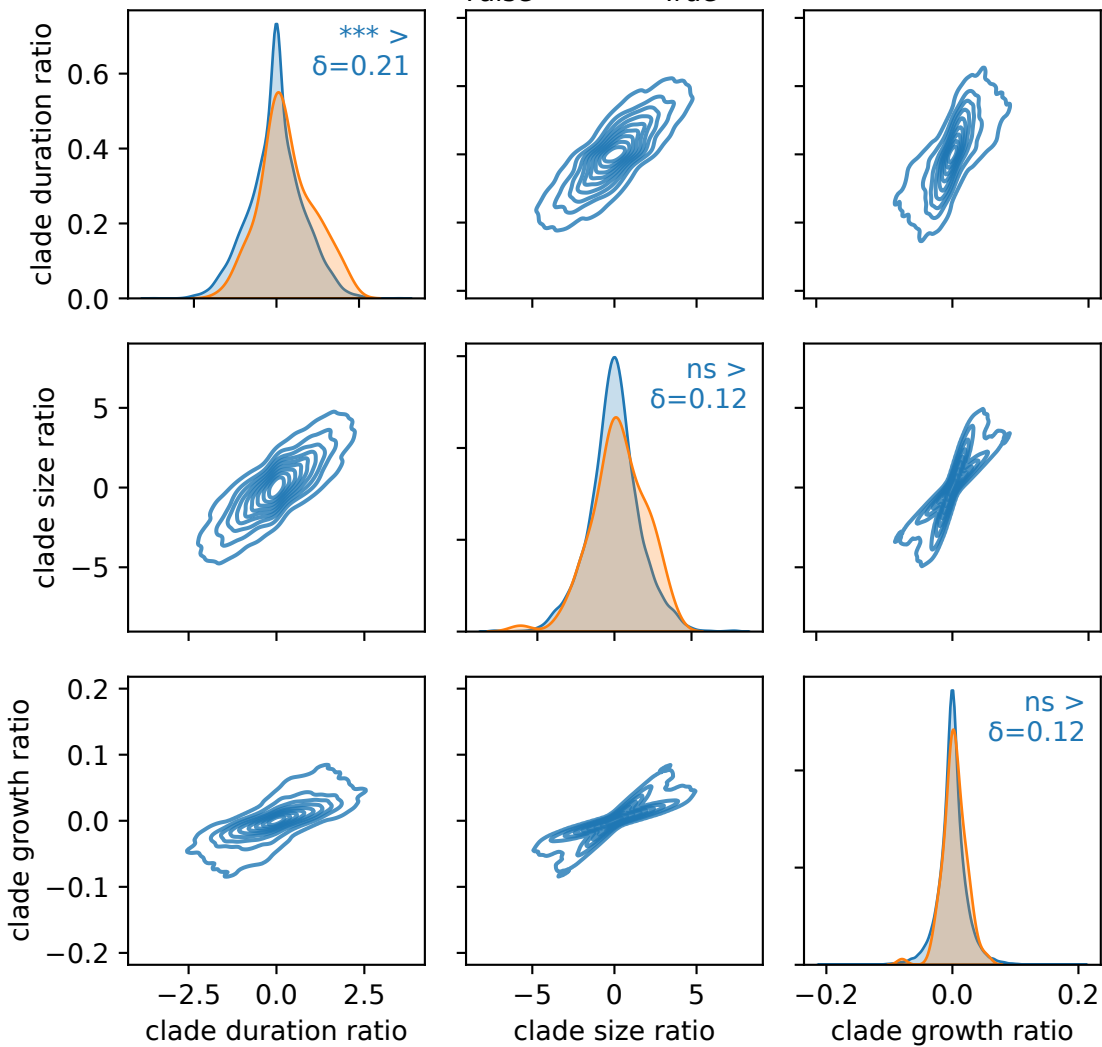 0.6
0.4
0.2
0.0
clade duration ratio
*** >
δ=0.21
5
0
−5
clade size ratio
ns >
δ=0.12
0.2
0.1
0.0
−0.1
−0.2
clade growth ratio
ns >
δ=0.12
−2.5 0.0 2.5
−5 0 5
−0.2 0.0 0.2
clade duration ratio
clade size ratio
clade growth ratio